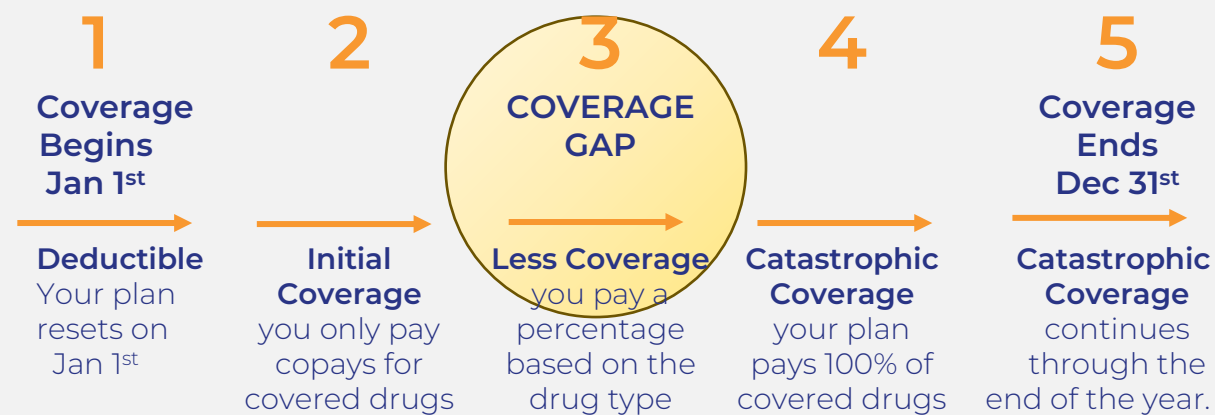 1
Coverage
Begins
Jan 1st
Deductible
Your plan
resets on
Jan 1st
2
Initial
Coverage
you only pay
copays for
covered drugs
3
COVERAGE
GAP
Less Coverage
you pay a
percentage
based on the
drug type
4
Catastrophic
Coverage
your plan
pays 100% of
covered drugs
5
Coverage
Ends
Dec 31st
Catastrophic
Coverage
continues
through the
end of the year.